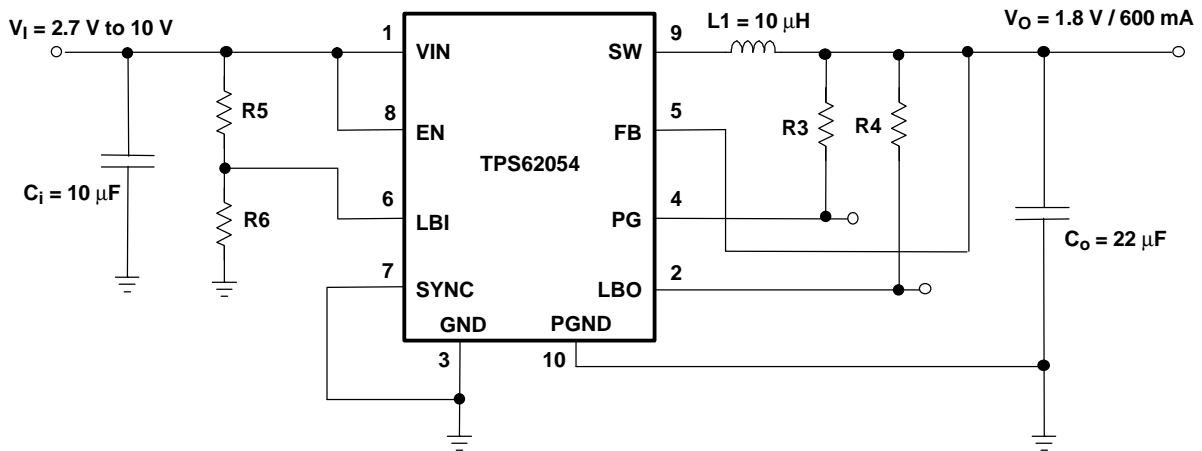 V_I = 2.7 V to 10 V
L1 = 10 μH
V_O = 1.8 V / 600 mA
1
VIN
SW
9
R5
R3
R4
8
EN
FB
5
TPS62054
C_i = 10 μF
R6
6
LBI
PG
4
C_o = 22 μF
7
SYNC
LBO
2
GND
PGND
3
10